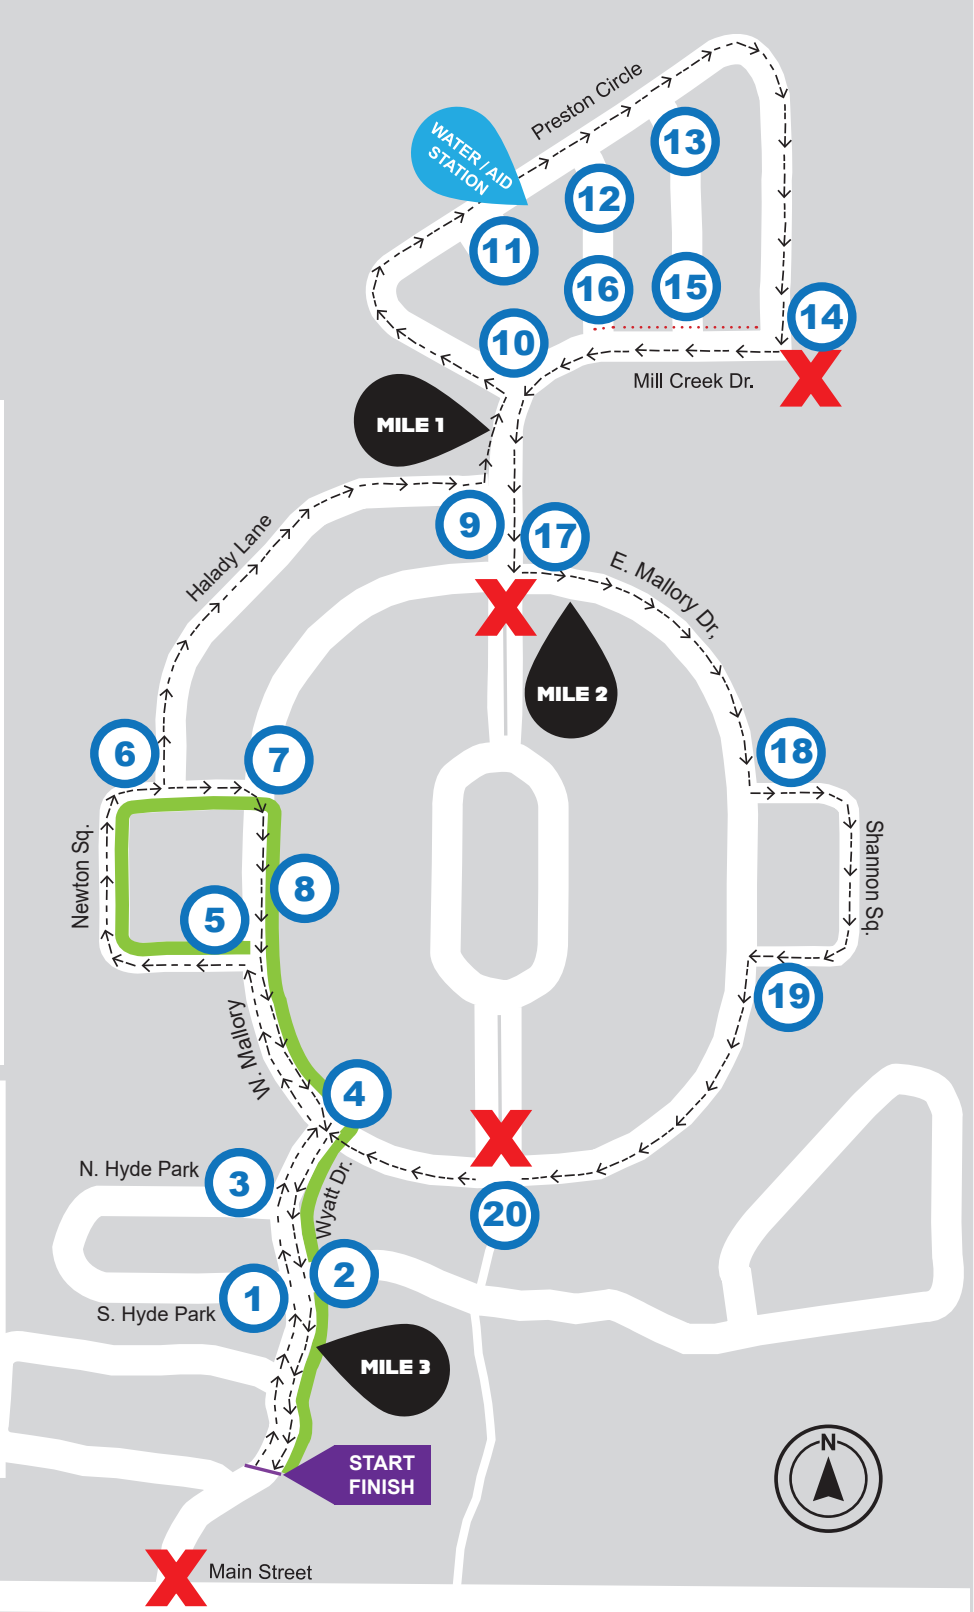 Preston Circle
WATER / AID
STATION
13
12
11
16
15
14
10
Mill Creek Dr.
MILE 1
9
17
Halady Lane
E. Mallory Dr,
MILE 2
6
7
18
Newton Sq.
Shannon Sq.
8
5
19
W. Mallory
4
N. Hyde Park
3
Wyatt Dr.
20
2
1
S. Hyde Park
MILE 3
N
START
FINISH
Main Street